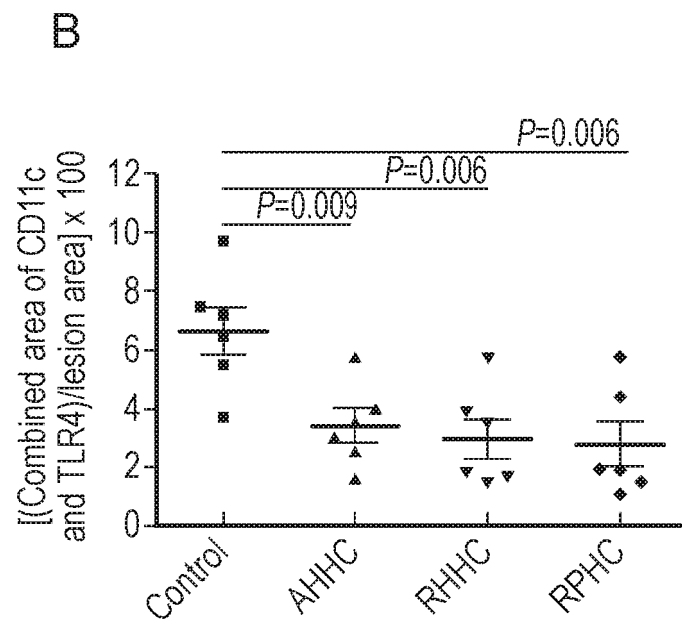 B
P=0.006
P=0.006
P=0.009
[(Combined area of CD11c
and TLR4)/lesion area] x 100
12
10
8
6
4
2
0
Control
AHHC
RHHC
RPHC